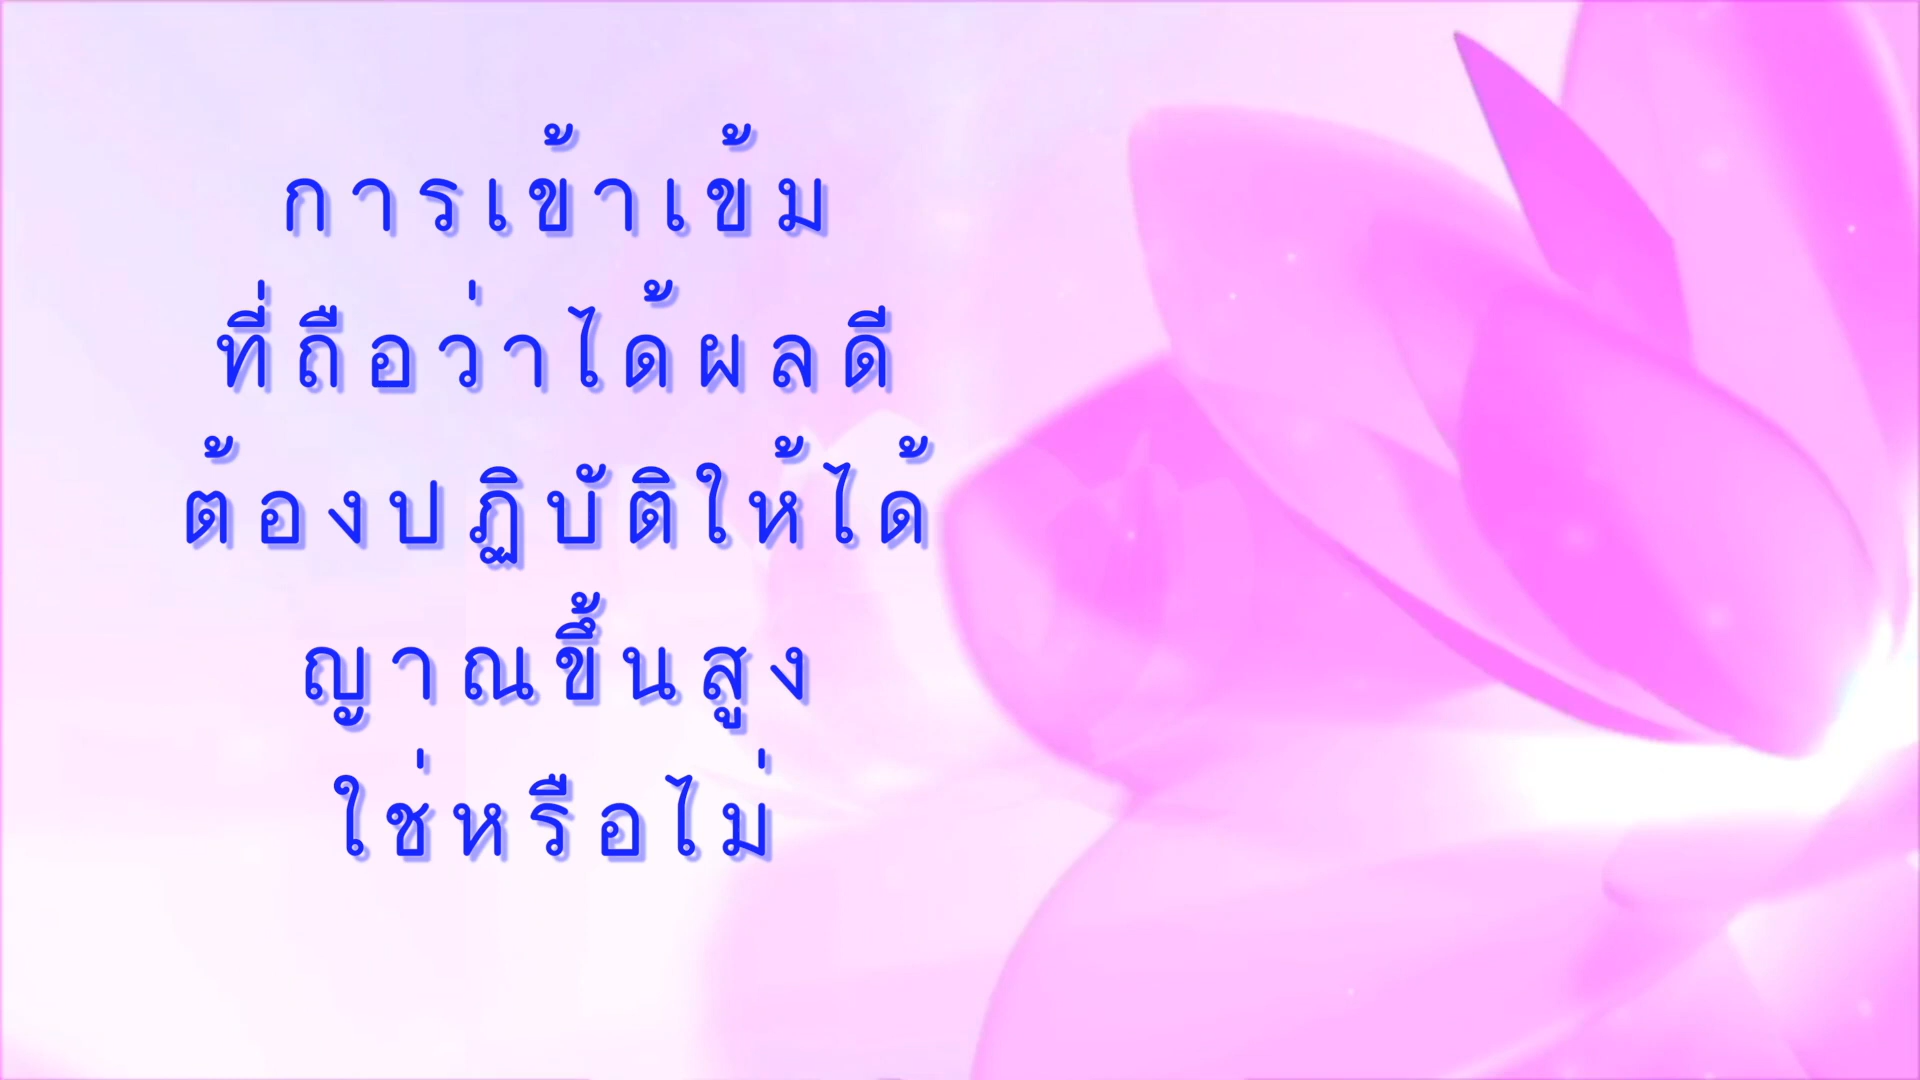 การเข้าเข้ม
ที่ถือว่าได้ผลดี
ต้องปฏิบัติให้ได้
ญาณขึ้นสูง
ใช่หรือไม่